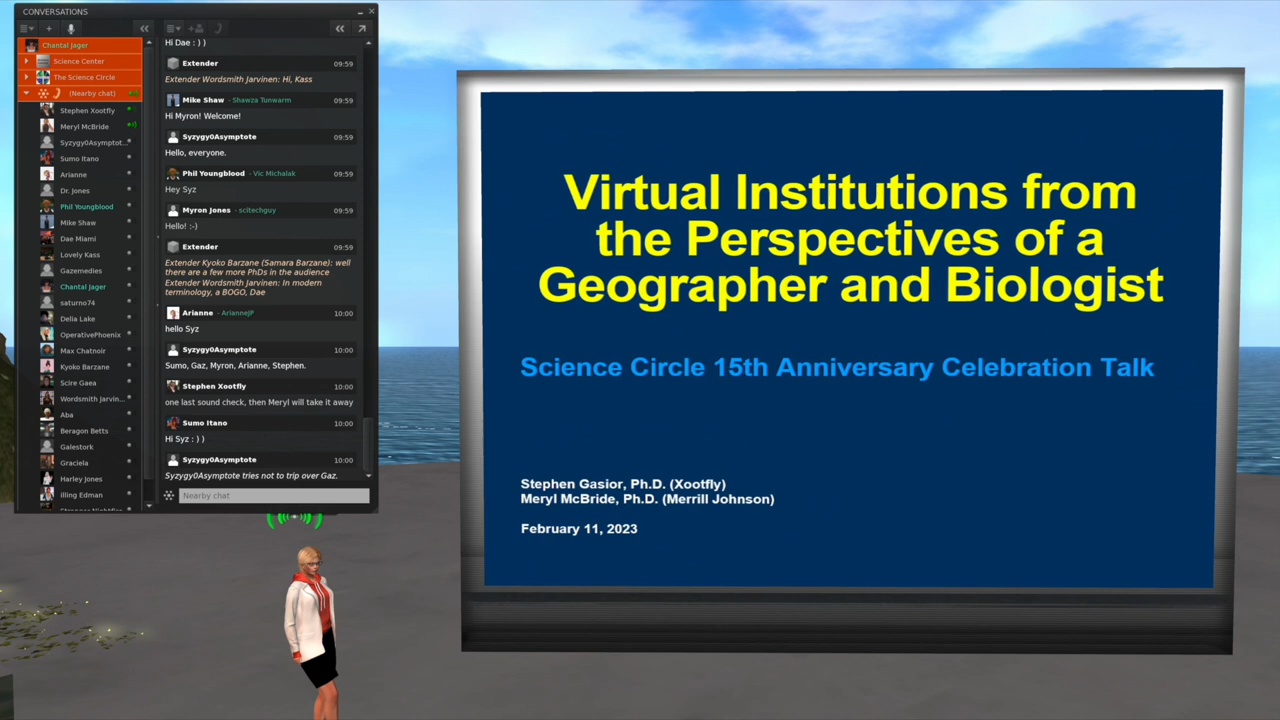 CONVERSATIONS
Chantal Jager
Science Center
The Science Circle
(Nearby chat)
Stephen Xootfly
Meryl McBride
Syzygy0Asymptot...
Sumo Itano
Arianne
Dr. Jones
Phil Youngblood
Mike Shaw
Dae Miami
Lovely Kass
Gazemedies
Chantal Jager
saturno74
Delia Lake
OperativePhoenix
Max Chatnoir
Kyoko Barzane
Scire Gaea
Wordsmith Jarvin...
Aba
Beragon Betts
Galestork
Graciela
Harley Jones
Illing Edman
Hi Dae : ) )
Extender 09:59
Extender Wordsmith Jarvinen: Hi, Kass
Mike Shaw - Shawza Tunwarm 09:59
Hi Myron! Welcome!
Syzygy0Asymptote 09:59
Hello, everyone.
Phil Youngblood - Vic Michalak 09:59
Hey Syz
Myron Jones - scitechguy 09:59
Hello! :-)
Extender 09:59
Extender Kyoko Barzane (Samara Barzane): well
there are a few more PhDs in the audience
Extender Wordsmith Jarvinen: In modern
terminology, a BOGO, Dae
Arianne - ArianneJP 10:00
hello Syz
Syzygy0Asymptote 10:00
Sumo, Gaz, Myron, Arianne, Stephen.
Stephen Xootfly 10:00
one last sound check, then Meryl will take it away
Sumo Itano 10:00
Hi Syz : ) )
Syzygy0Asymptote 10:00
Syzygy0Asymptote tries not to trip over Gaz.
Nearby chat
Virtual Institutions from
the Perspectives of a
Geographer and Biologist
Science Circle 15th Anniversary Celebration Talk
Stephen Gasior, Ph.D. (Xootfly)
Meryl McBride, Ph.D. (Merrill Johnson)
February 11, 2023